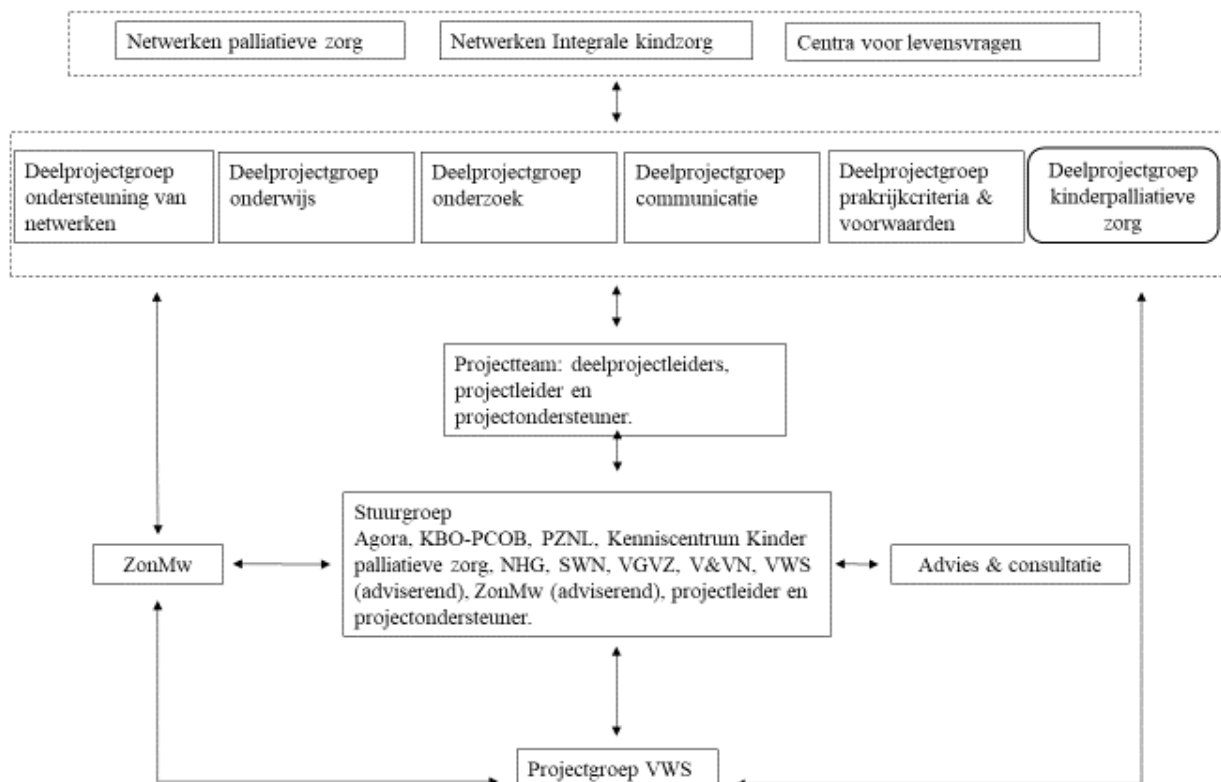 Netwerken palliatieve zorg
Netwerken Integrale kindzorg
Centra voor levensvragen
Deelprojectgroep
ondersteuning van
netwerken
Deelprojectgroep
onderwijs
Deelprojectgroep
onderzoek
Deelprojectgroep
communicatie
Deelprojectgroep
prakrijkcriteria &
voorwaarden
Deelprojectgroep
kinderpalliatieve
zorg
Projectteam: deelprojectleiders,
projectleider en
projectondersteuner.
Stuurgroep
Agora, KBO-PCOB, PZNL, Kenniscentrum Kinder
palliatieve zorg, NHG, SWN, VGVZ, V&VN, VWS
(adviserend), ZonMw (adviserend), projectleider en
projectondersteuner.
ZonMw
Advies & consultatie
Projectgroep VWS